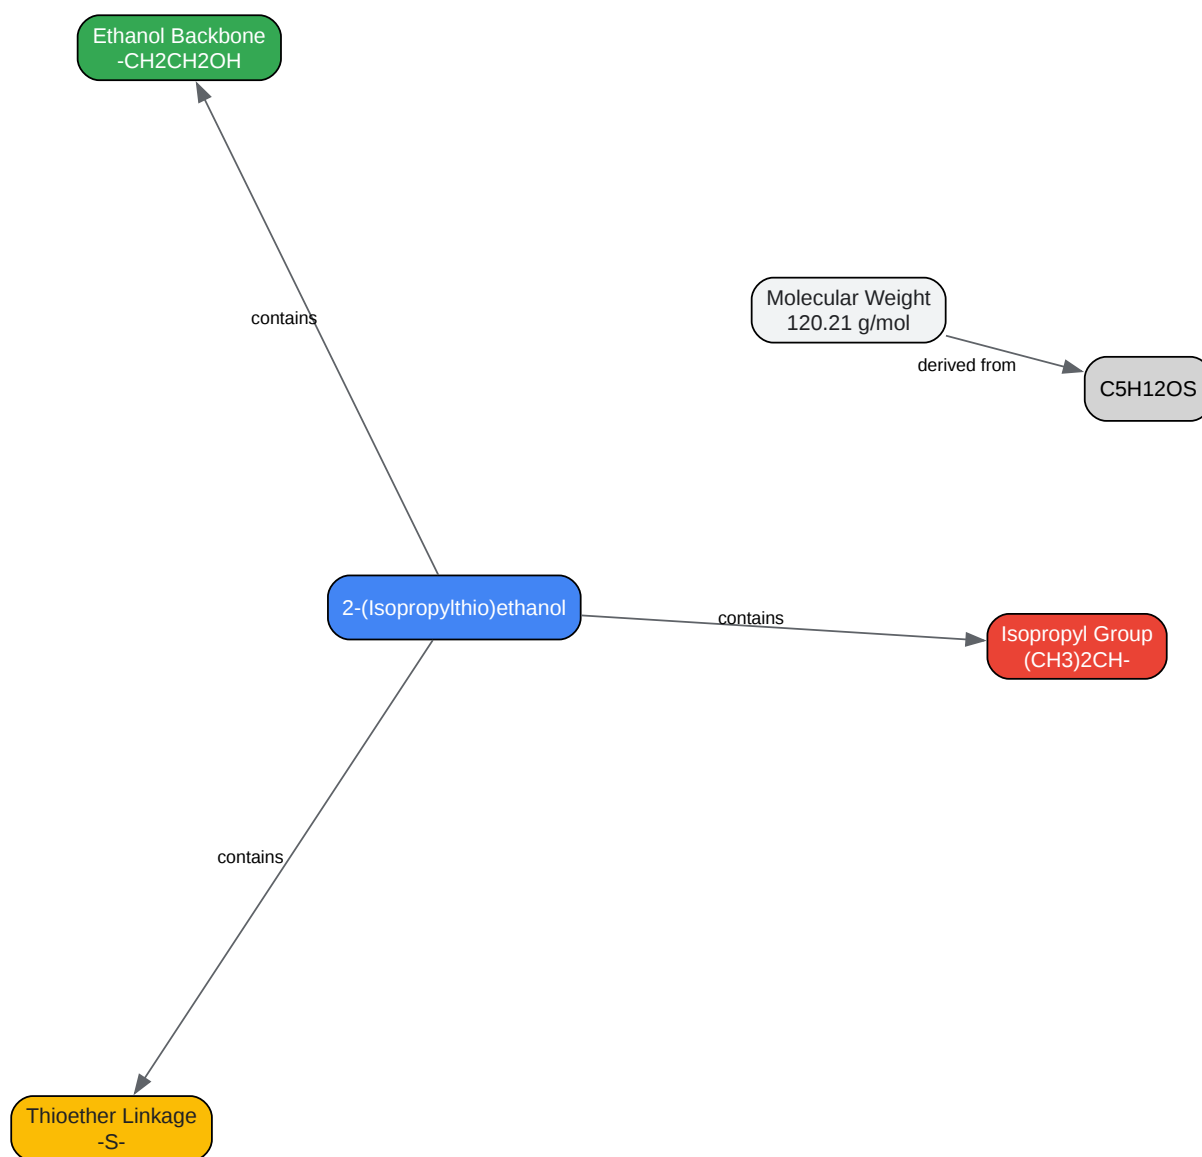 Ethanol Backbone
-CH2CH2OH
contains
Molecular Weight
120.21 g/mol
derived from
C5H12OS
2-(Isopropylthio)ethanol
contains
Isopropyl Group
(CH3)2CH-
contains
Thioether Linkage
-S-